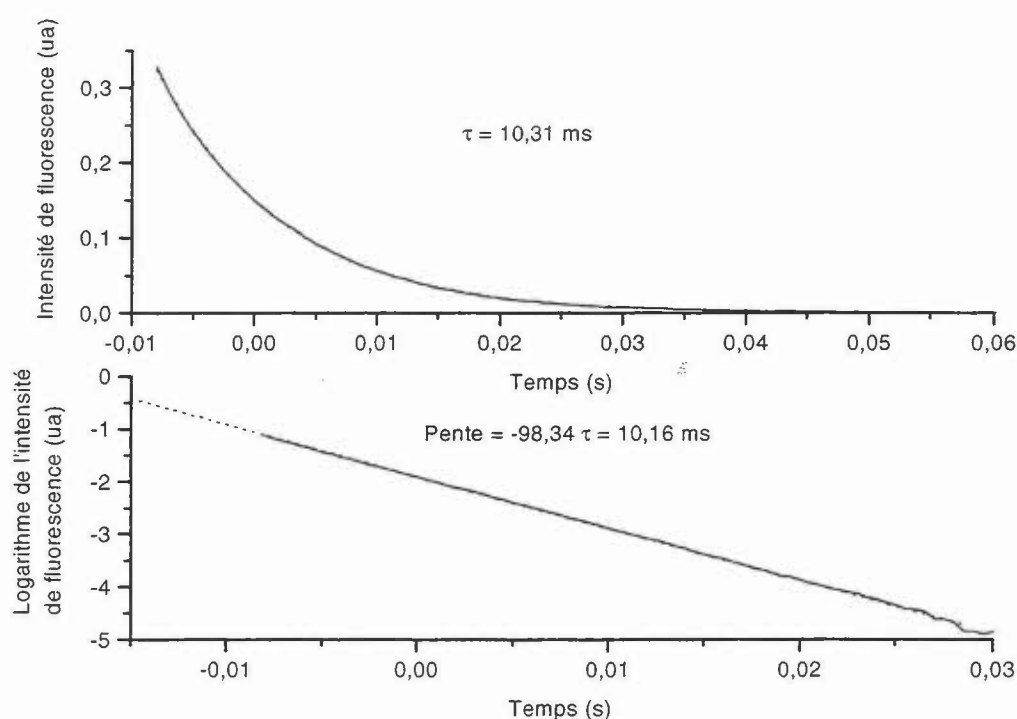 Intensité de fluorescence (ua)
0,3
0,2
0,1
0,0
τ = 10,31 ms
-0,01 0,00 0,01 0,02 0,03 0,04 0,05 0,06
Temps (s)
Logarithme de l'intensité
de fluorescence (ua)
0
-1
-2
-3
-4
-5
Pente = -98,34 τ = 10,16 ms
-0,01 0,00 0,01 0,02 0,03
Temps (s)